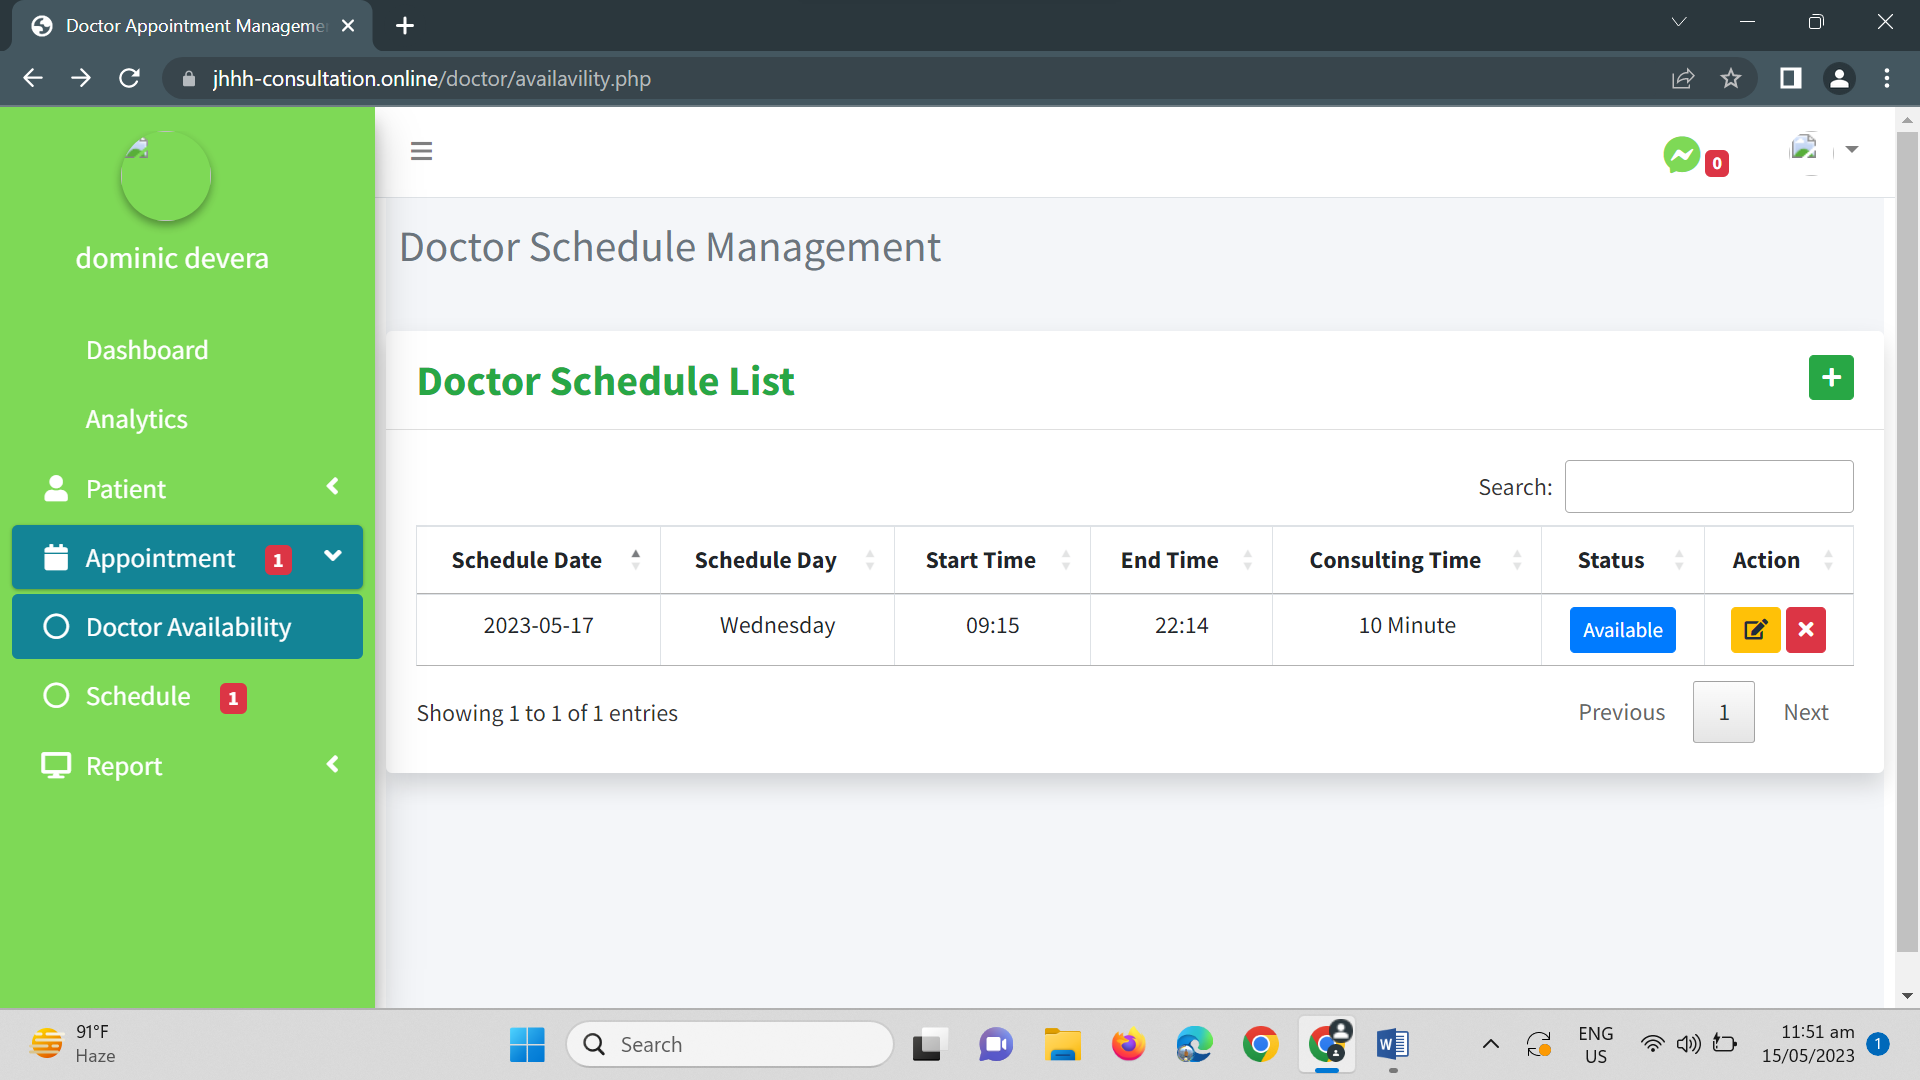 Doctor Appointment Manageme
jhhh-consultation.online/doctor/availavility.php
dominic devera
Dashboard
Analytics
Patient
Appointment 1
Doctor Availability
Schedule 1
Report
0
Doctor Schedule Management
Doctor Schedule List
Search:
Schedule Date Schedule Day Start Time End Time Consulting Time Status Action
2023-05-17 Wednesday 09:15 22:14 10 Minute Available
Showing 1 to 1 of 1 entries
Previous 1 Next
91°F
Haze
Search
W
ENG
US
11:51 am
15/05/2023
1